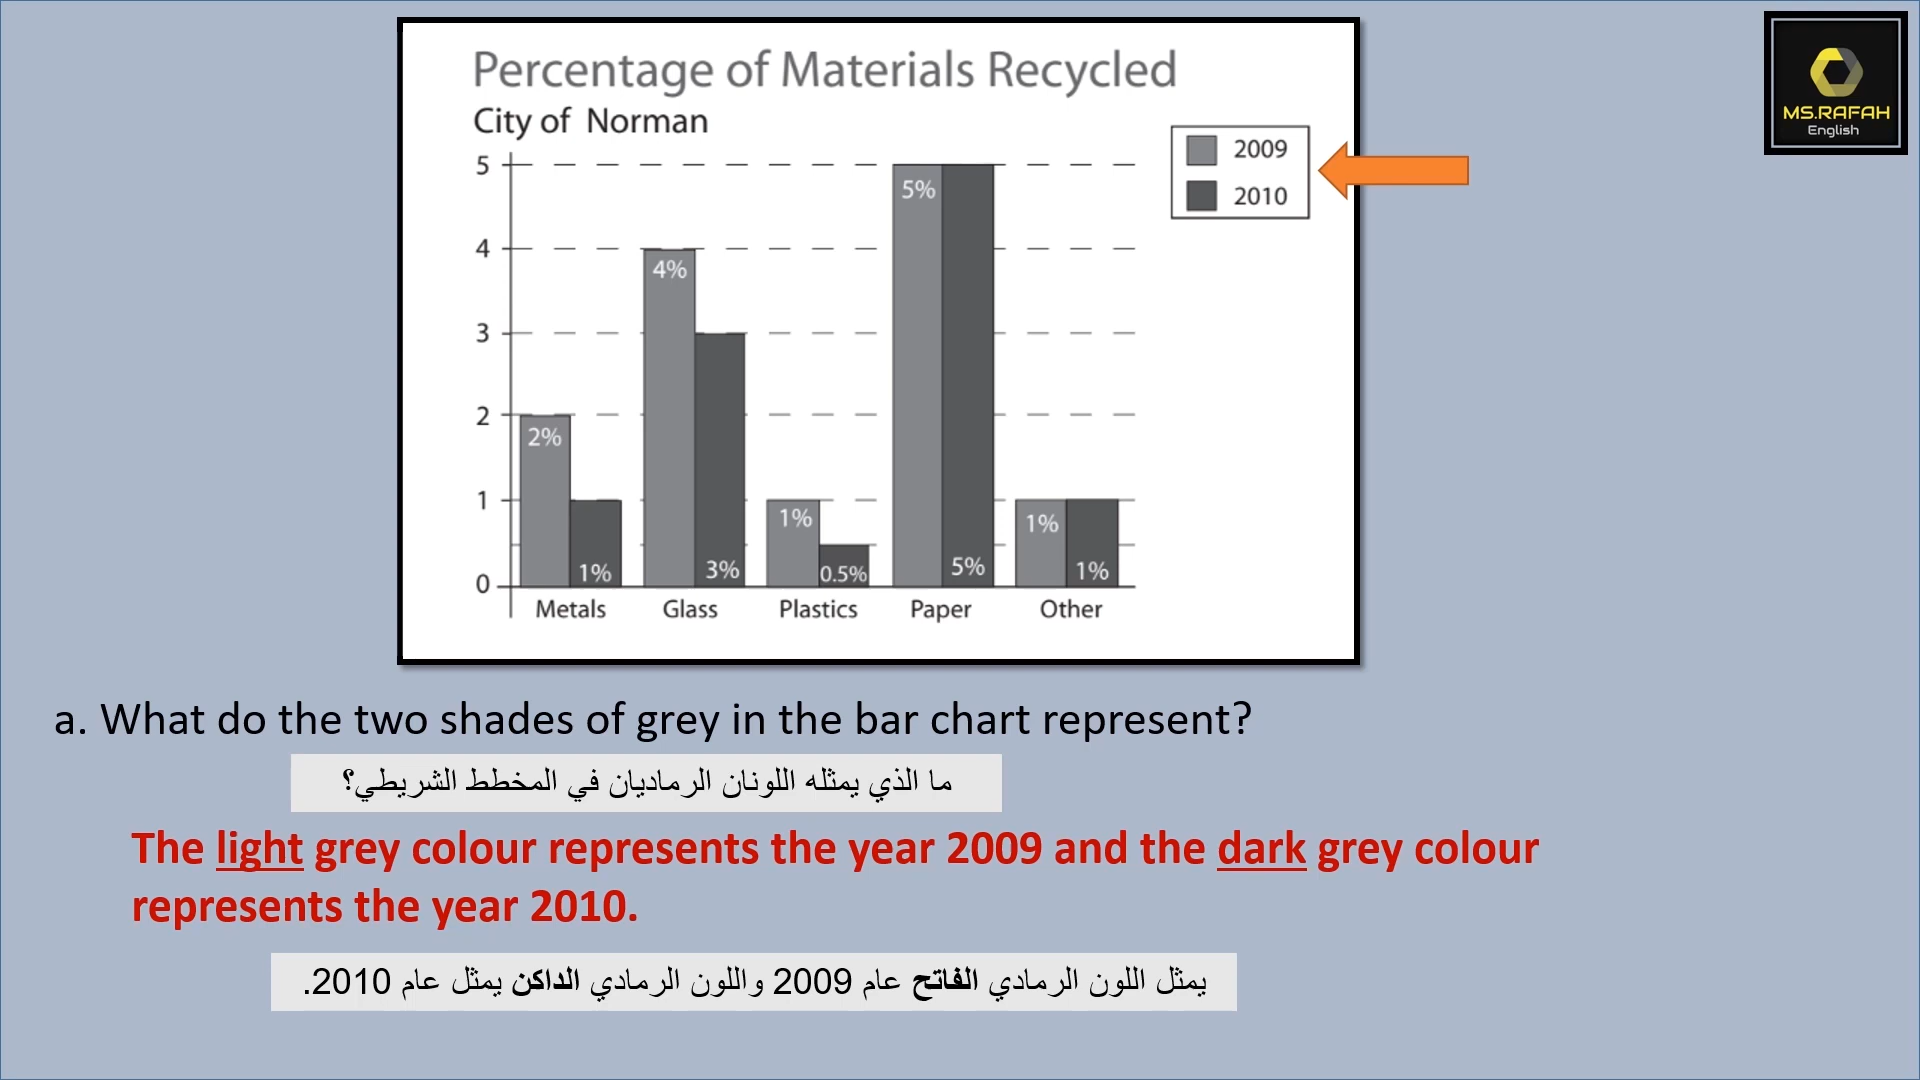 Percentage of Materials Recycled
City of Norman
2009
2010
5
4
3
2
1
0
2%
1%
4%
3%
1%
0.5%
5%
5%
1%
1%
Metals Glass Plastics Paper Other
MS.RAFAH
English
a. What do the two shades of grey in the bar chart represent?
ما الذي يمثله اللونان الرماديان في المخطط الشريطي؟
The light grey colour represents the year 2009 and the dark grey colour
represents the year 2010.
يمثل اللون الرمادي الفاتح عام 2009 واللون الرمادي الداكن يمثل عام 2010.